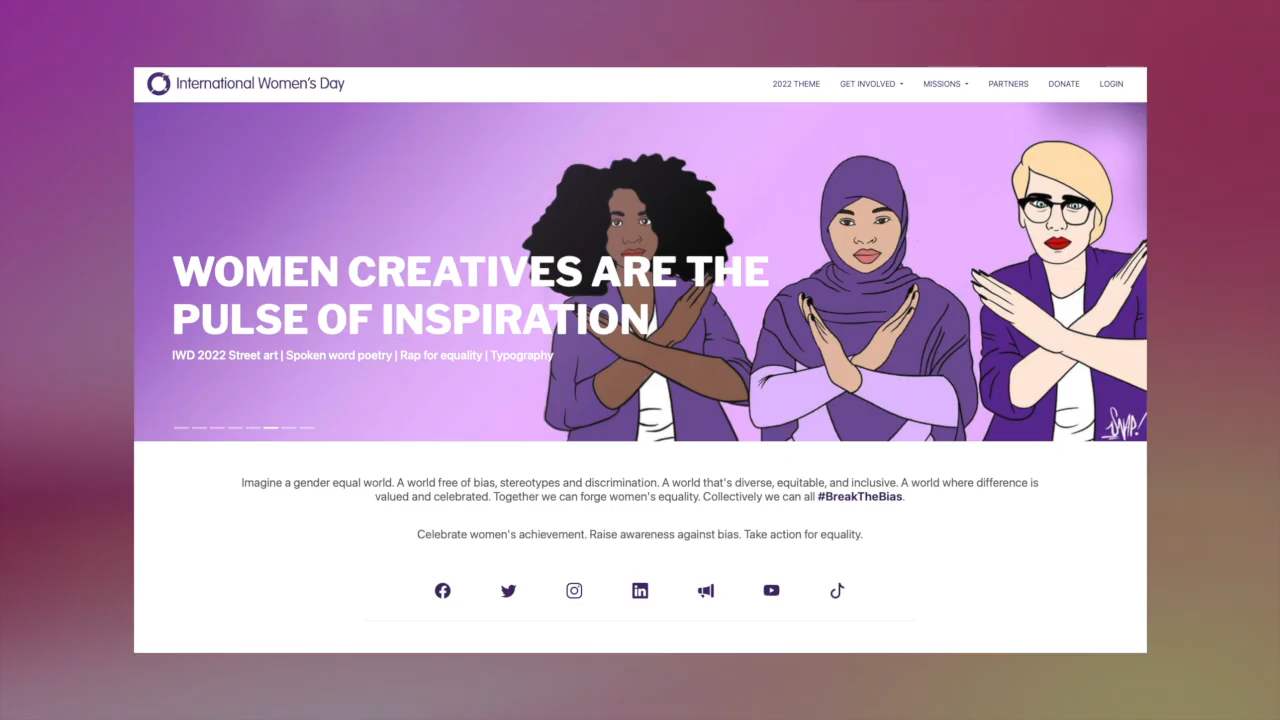 International Women's Day
2022 THEME
GET INVOLVED
MISSIONS
PARTNERS
DONATE
LOGIN
WOMEN CREATIVES ARE THE
PULSE OF INSPIRATION
IWD 2022 Street art | Spoken word poetry | Rap for equality | Typography
Imagine a gender equal world. A world free of bias, stereotypes and discrimination. A world that's diverse, equitable, and inclusive. A world where difference is
valued and celebrated. Together we can forge women's equality. Collectively we can all #BreakTheBias.
Celebrate women's achievement. Raise awareness against bias. Take action for equality.